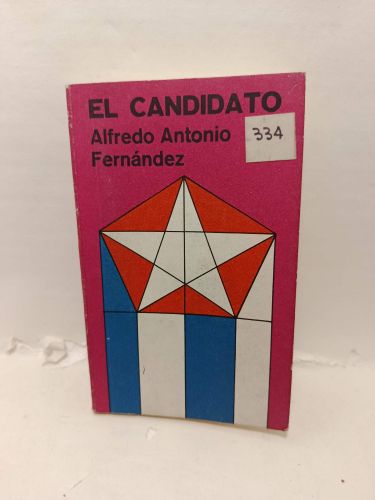 EL CANDIDATO
Alfredo Antonio
Fernández
334